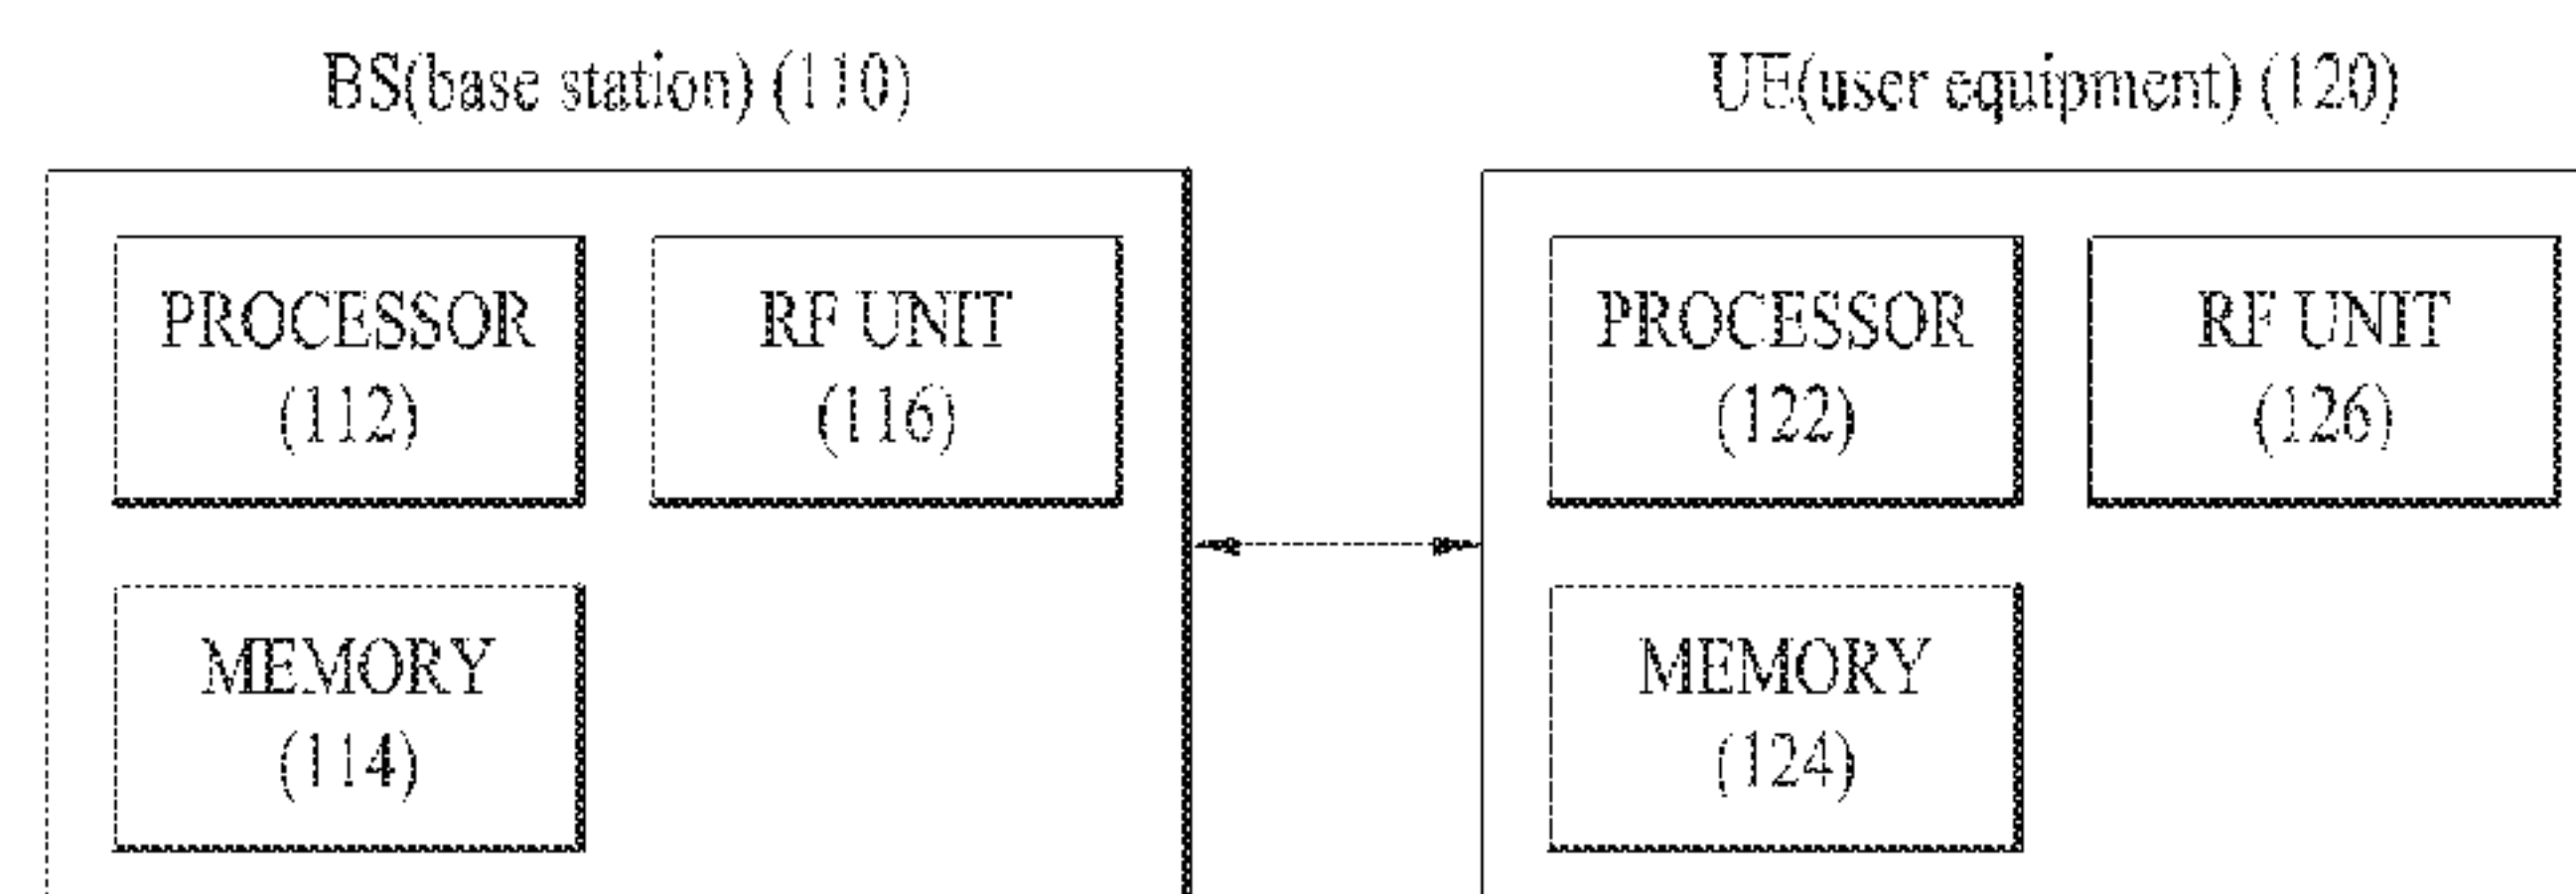 BS(base station) (110)
UE(user equipment) (120)
PROCESSOR
(112)
RF UNIT
(116)
MEMORY
(114)
PROCESSOR
(122)
RF UNIT
(126)
MEMORY
(124)